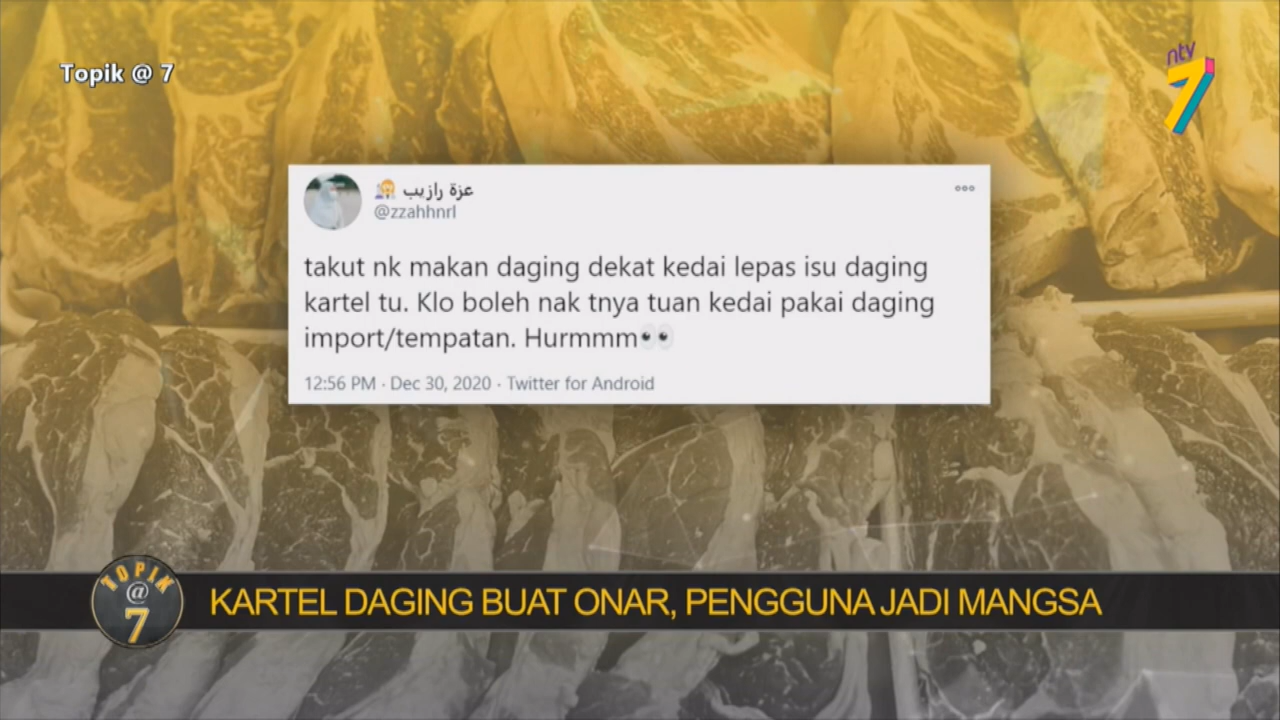 Topik @ 7
ntv
7
عزة رازيب 🤷‍♀️
@zzahhnrl
takut nk makan daging dekat kedai lepas isu daging
kartel tu. Klo boleh nak tnya tuan kedai pakai daging
import/tempatan. Hurmmm👀
12:56 PM · Dec 30, 2020 · Twitter for Android
TOPIK
@
7
KARTEL DAGING BUAT ONAR, PENGGUNA JADI MANGSA